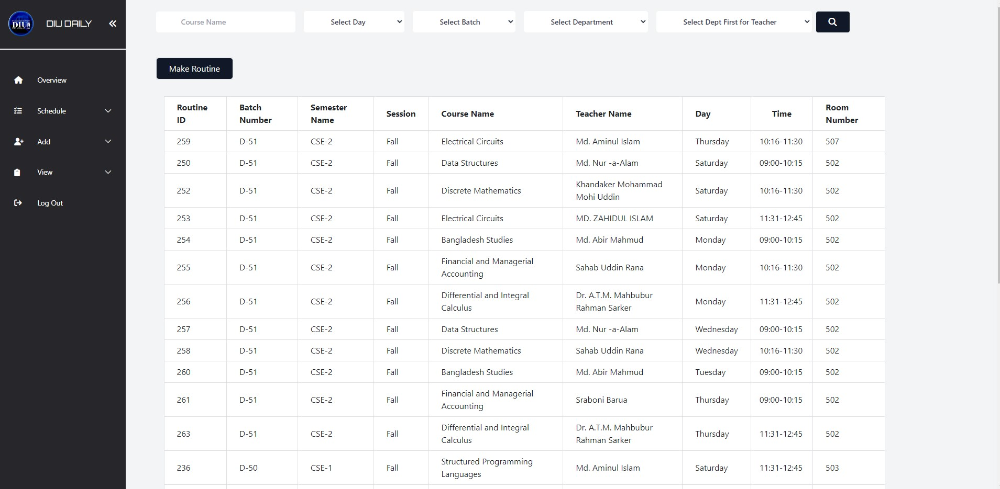 DIU
DIU DAILY
Overview
Schedule
Add
View
Log Out
Course Name
Select Day
Select Batch
Select Department
Select Dept First for Teacher
Make Routine
Routine ID Batch Number Semester Name Session Course Name Teacher Name Day Time Room Number
259 D-51 CSE-2 Fall Electrical Circuits Md. Aminul Islam Thursday 10:16-11:30 507
250 D-51 CSE-2 Fall Data Structures Md. Nur -a-Alam Saturday 09:00-10:15 502
252 D-51 CSE-2 Fall Discrete Mathematics Khandaker Mohammad Mohi Uddin Saturday 10:16-11:30 502
253 D-51 CSE-2 Fall Electrical Circuits MD. ZAHIDUL ISLAM Saturday 11:31-12:45 502
254 D-51 CSE-2 Fall Bangladesh Studies Md. Abir Mahmud Monday 09:00-10:15 502
255 D-51 CSE-2 Fall Financial and Managerial Accounting Sahab Uddin Rana Monday 10:16-11:30 502
256 D-51 CSE-2 Fall Differential and Integral Calculus Dr. A.T.M. Mahbubur Rahman Sarker Monday 11:31-12:45 502
257 D-51 CSE-2 Fall Data Structures Md. Nur -a-Alam Wednesday 09:00-10:15 502
258 D-51 CSE-2 Fall Discrete Mathematics Sahab Uddin Rana Wednesday 10:16-11:30 502
260 D-51 CSE-2 Fall Bangladesh Studies Md. Abir Mahmud Tuesday 09:00-10:15 502
261 D-51 CSE-2 Fall Financial and Managerial Accounting Sraboni Barua Thursday 09:00-10:15 502
263 D-51 CSE-2 Fall Differential and Integral Calculus Dr. A.T.M. Mahbubur Rahman Sarker Thursday 11:31-12:45 502
236 D-50 CSE-1 Fall Structured Programming Languages Md. Aminul Islam Saturday 11:31-12:45 503